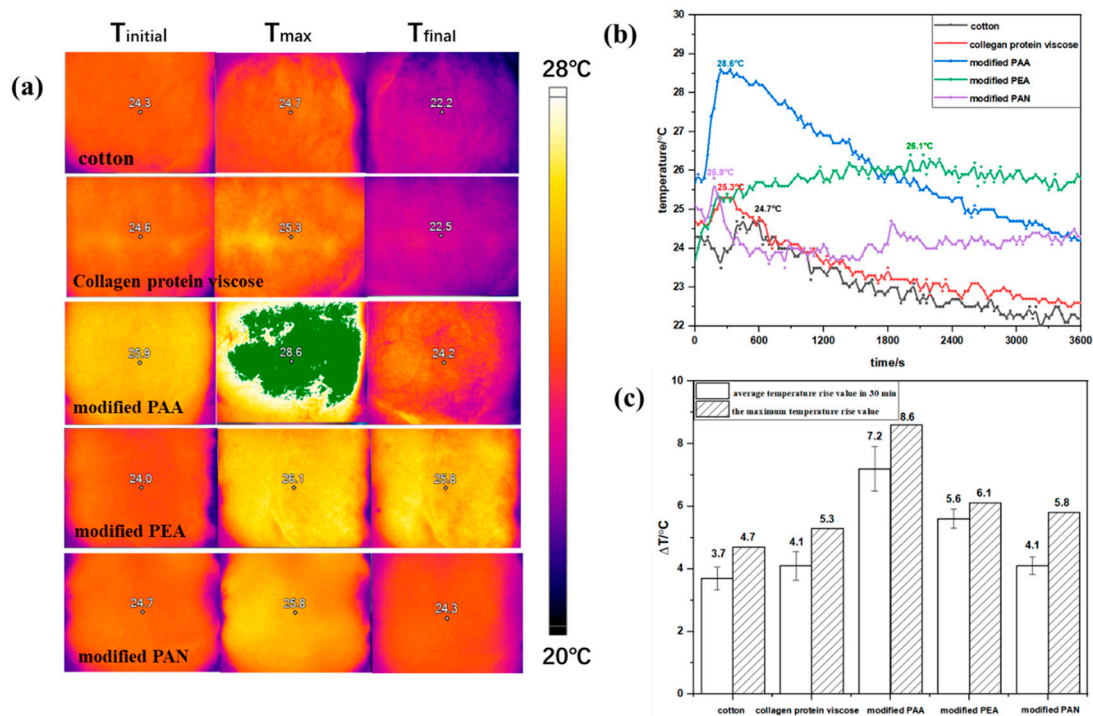 (a)
Tinitial Tmax Tfinal
24.3 24.7 22.2
cotton
24.6 25.3 22.5
Collagen protein viscose
25.9 28.6 24.2
modified PAA
24.0 26.1 25.8
modified PEA
24.7 25.8 24.3
modified PAN
28℃
20℃
(b)
30
29
28
27
26
25
24
23
22
temperature/°C
0 600 1200 1800 2400 3000 3600
time/s
cotton
collegan protein viscose
modified PAA
modified PEA
modified PAN
28.6℃
26.1℃
25.8℃
25.3℃
24.7℃
(c)
10
8
6
4
2
0
ΔT/°C
average temperature rise value in 30 min
the maximum temperature rise value
3.7 4.7 4.1 5.3 7.2 8.6 5.6 6.1 4.1 5.8
cotton collagen protein viscose modified PAA modified PEA modified PAN